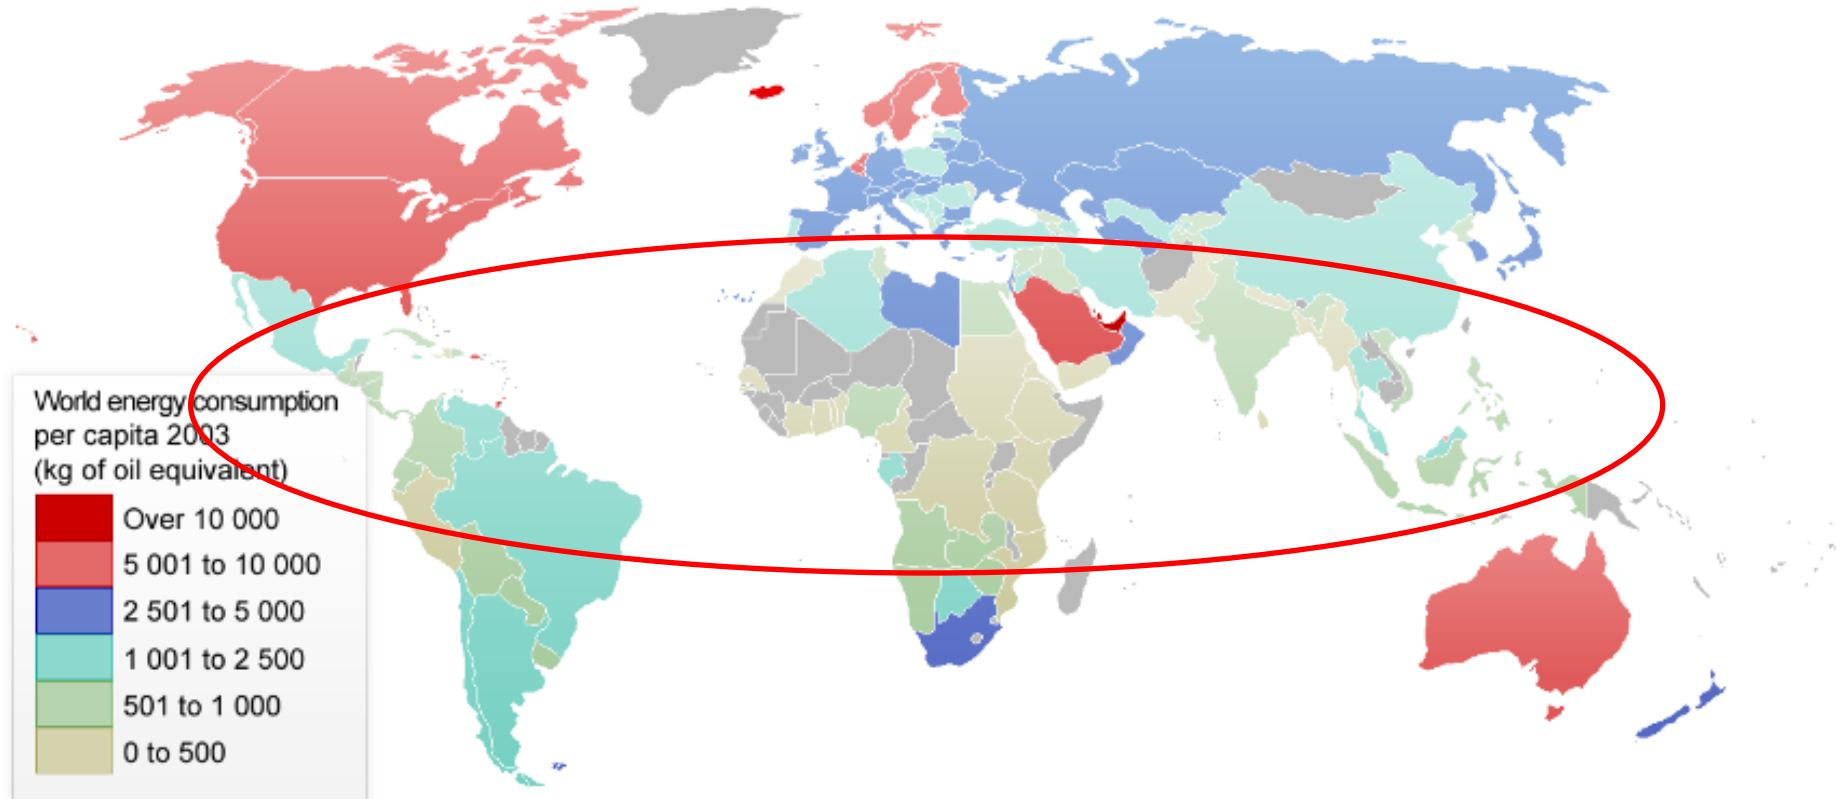 World energy consumption
per capita 2003
(kg of oil equivalent)
Over 10 000
5 001 to 10 000
2 501 to 5 000
1 001 to 2 500
501 to 1 000
0 to 500